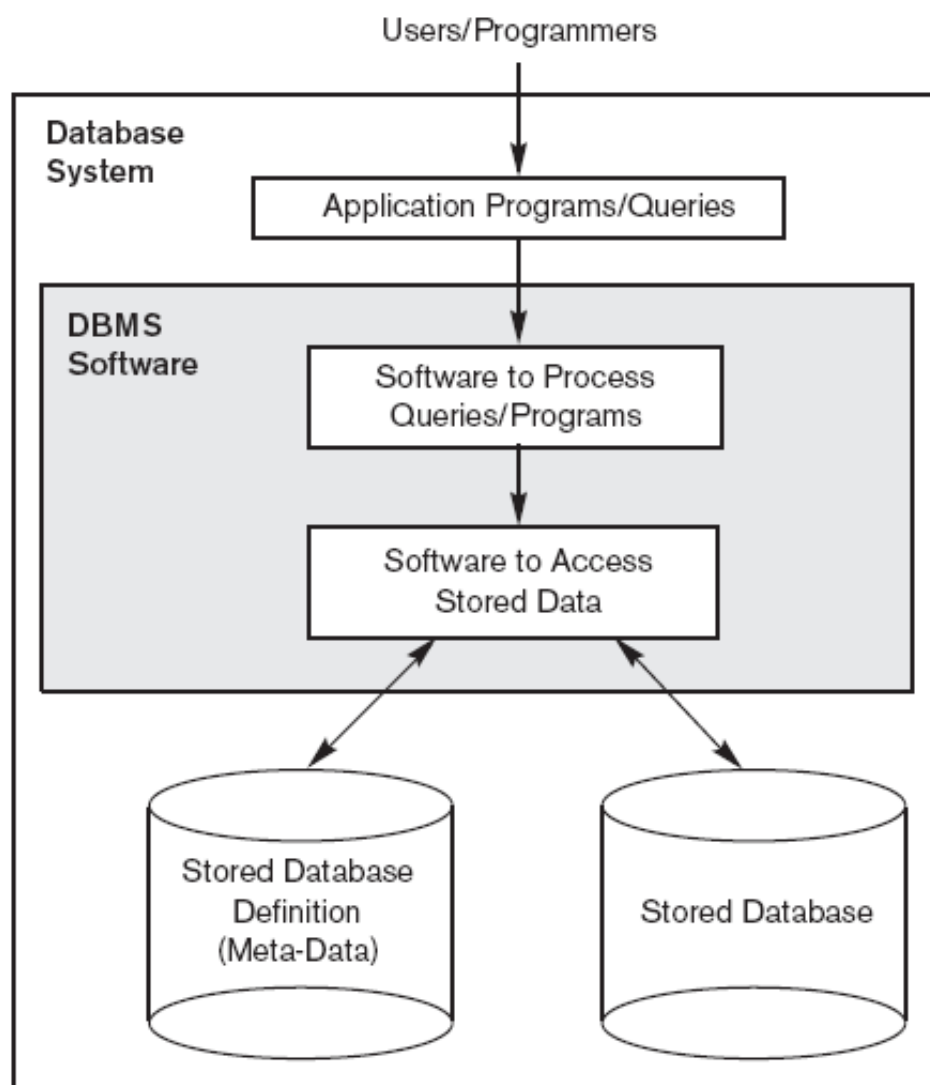 Users/Programmers
Database
System
Application Programs/Queries
DBMS
Software
Software to Process
Queries/Programs
Software to Access
Stored Data
Stored Database
Definition
(Meta-Data)
Stored Database